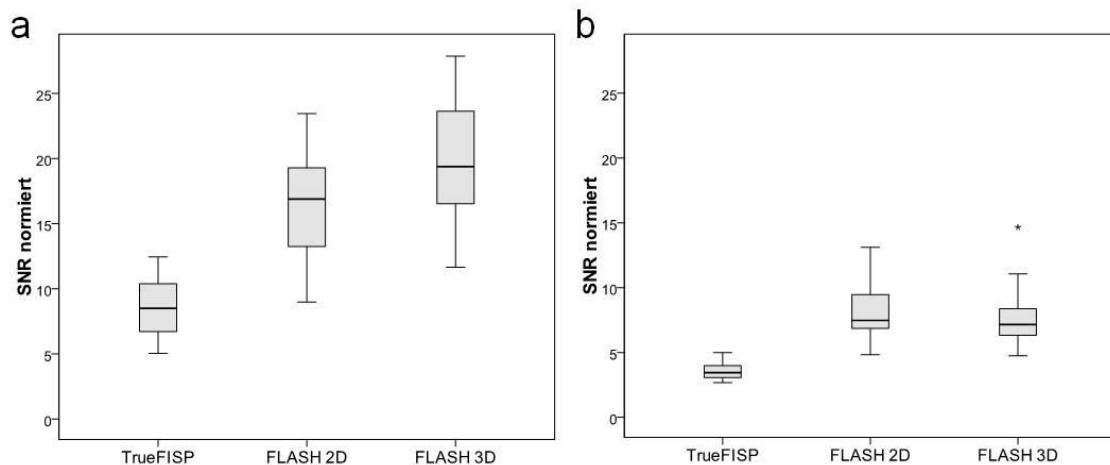 a
SNR normiert
25
20
15
10
5
0
TrueFISP
FLASH 2D
FLASH 3D
b
SNR normiert
25
20
15
10
5
0
*
TrueFISP
FLASH 2D
FLASH 3D